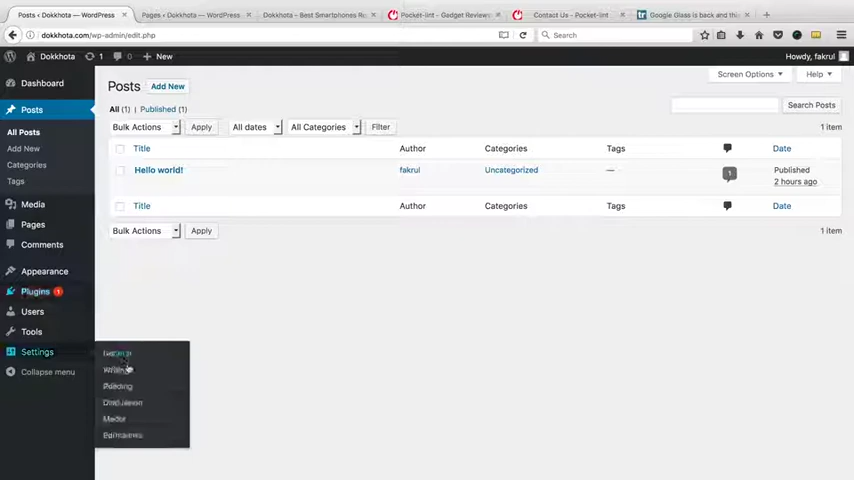 Posts ‹ Dokkhota — WordPress
Pages ‹ Dokkhota — WordPress
Dokkhota - Best Smartphones R...
Pocket-lint - Gadget Reviews
Contact Us - Pocket-lint
Google Glass is back and thi
dokkhota.com/wp-admin/edit.php
Search
Dokkhota 1 0 + New
Howdy, fakrul
Dashboard
Posts
All Posts
Add New
Categories
Tags
Media
Pages
Comments
Appearance
Plugins 1
Users
Tools
Settings
Collapse menu
Posts Add New
Screen Options
Help
All (1) | Published (1)
Search Posts
Bulk Actions Apply All dates All Categories Filter
1 item
Title Author Categories Tags Date
Hello world! fakrul Uncategorized — 1 Published
2 hours ago
Title Author Categories Tags Date
Bulk Actions Apply
1 item
General
Writing
Reading
Discussion
Media
Permalinks